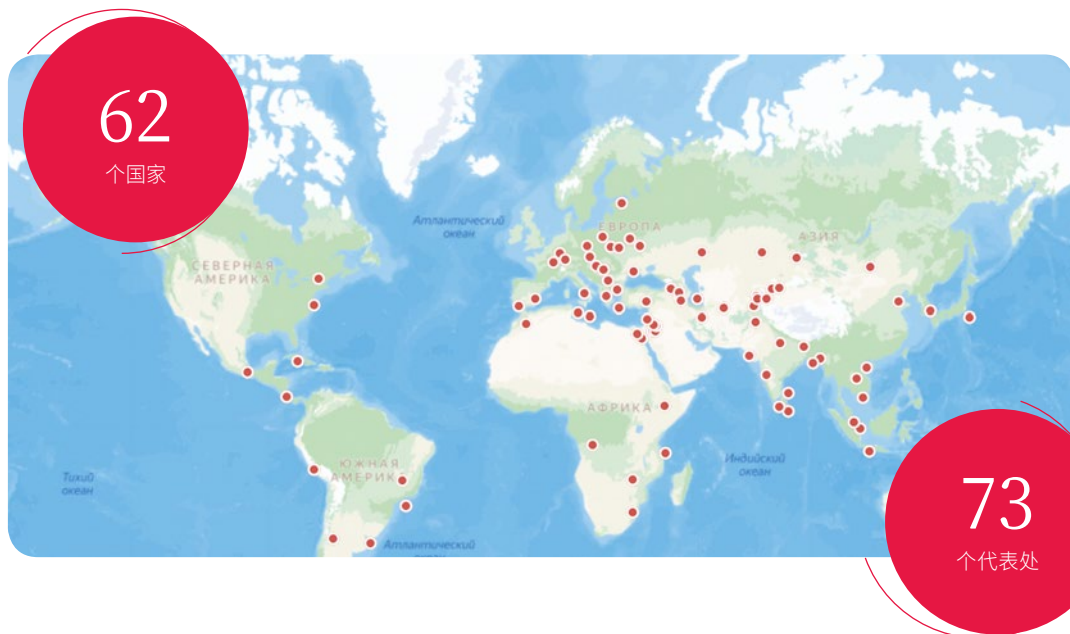 62
个国家
Атлантический
океан
ЕВРОПА
АЗИЯ
СЕВЕРНАЯ
АМЕРИКА
АФРИКА
Индийский
океан
ЮЖНАЯ
АМЕРИКА
Тихий
океан
73
个代表处
Атлантический